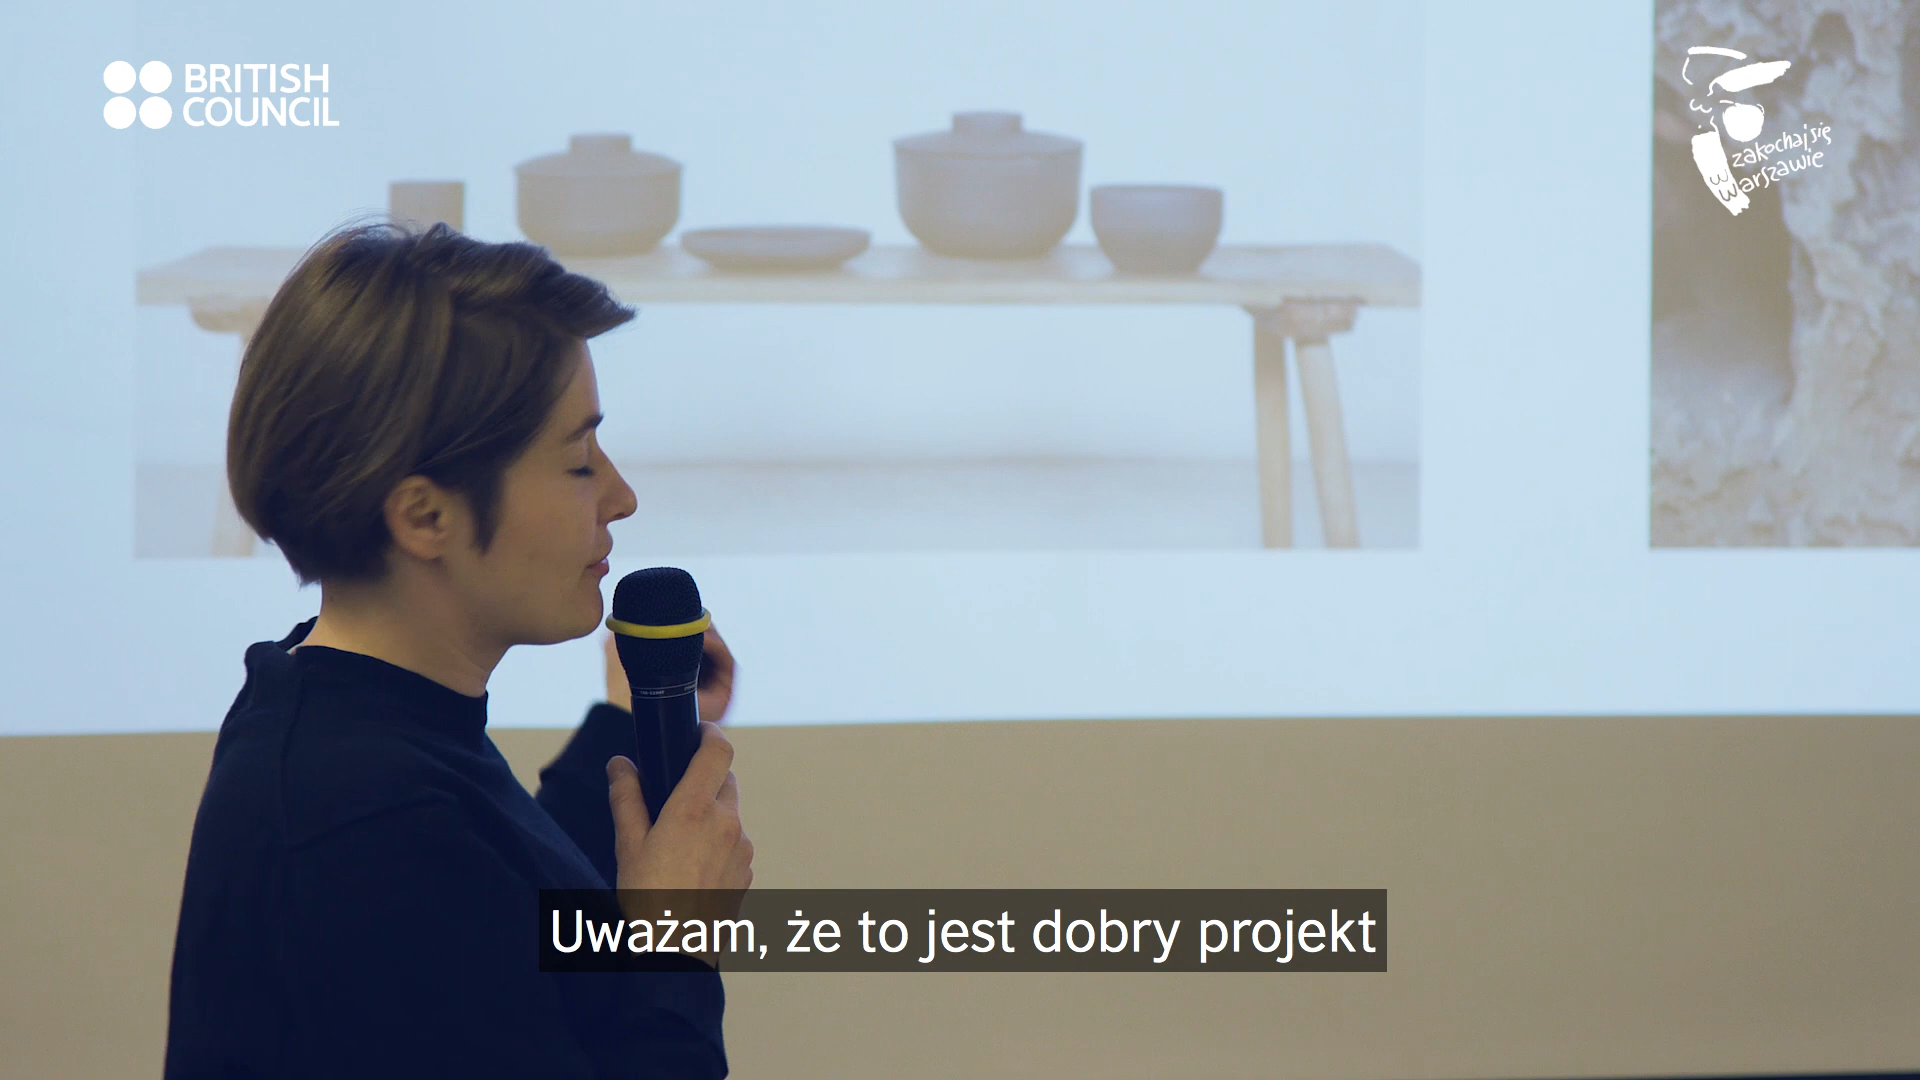 BRITISH
COUNCIL
zakochaj się
w
warszawie
Uważam, że to jest dobry projekt